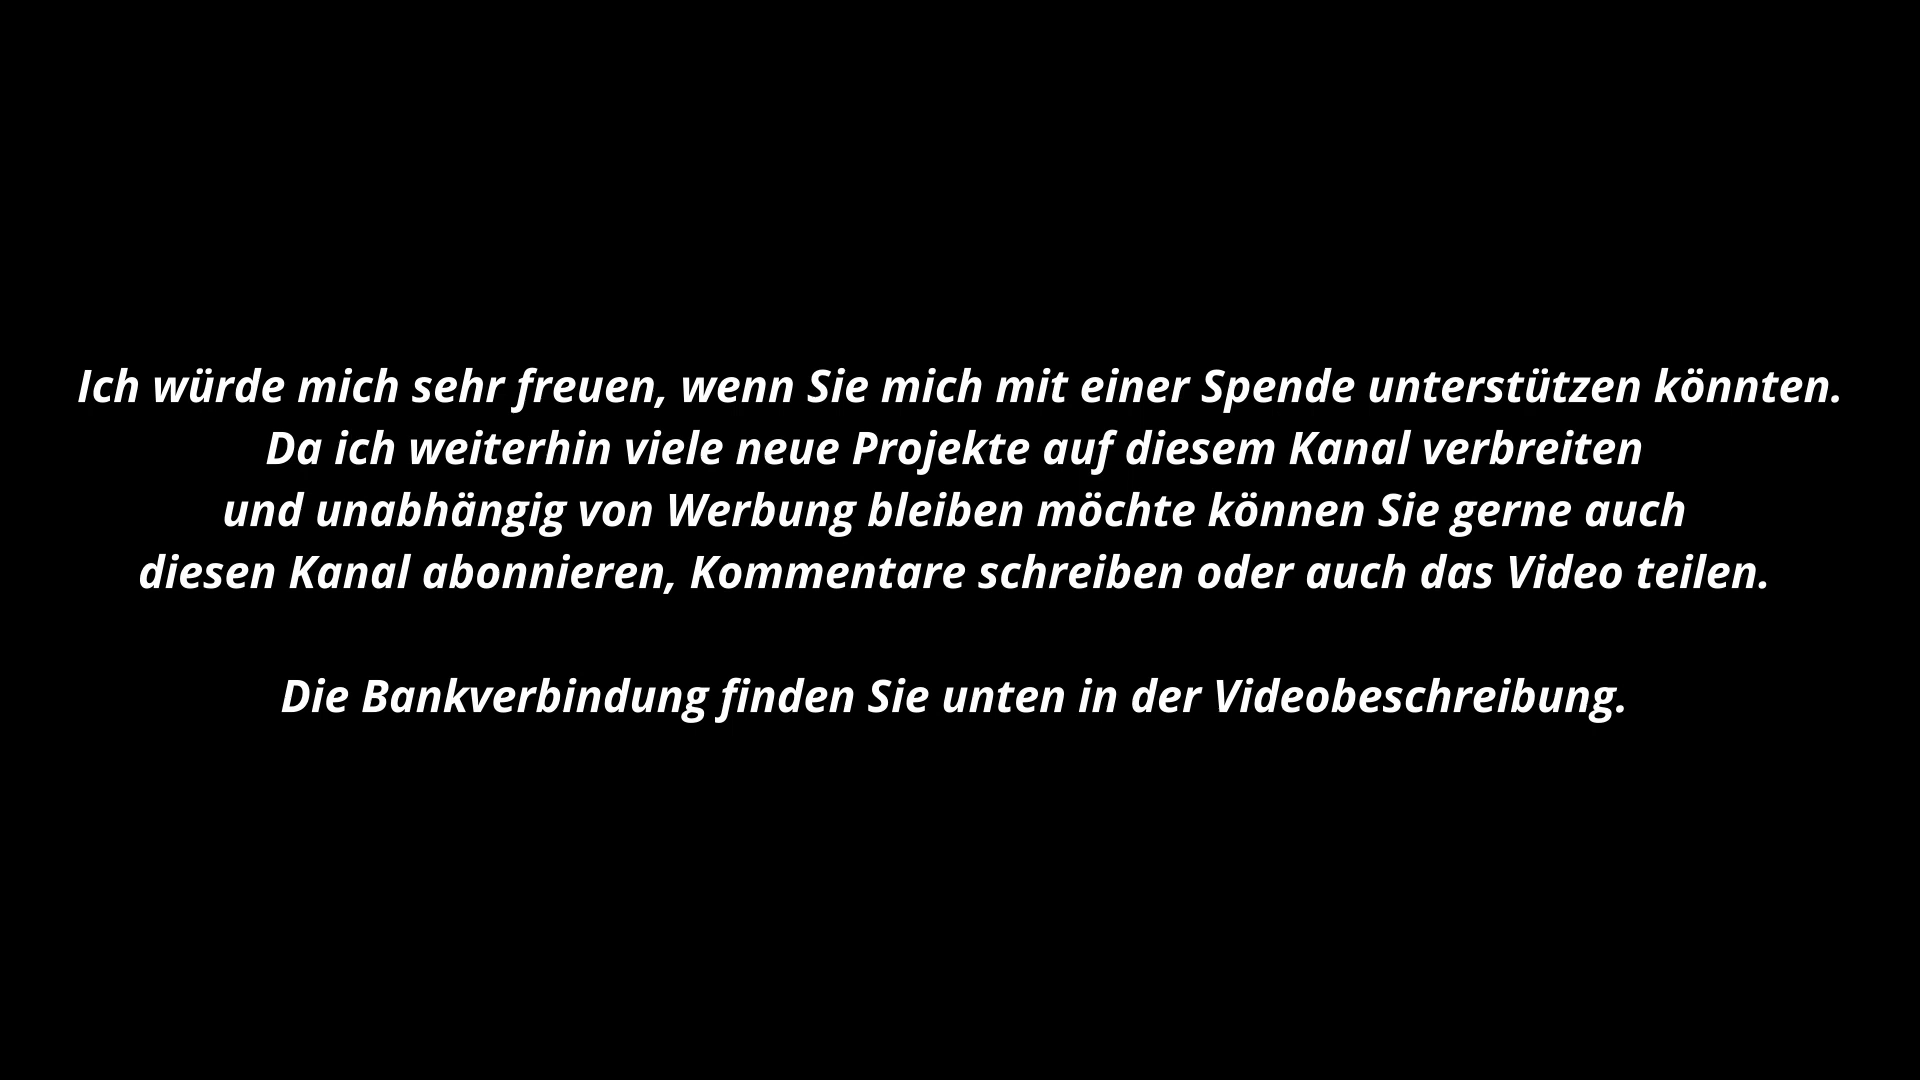 Ich würde mich sehr freuen, wenn Sie mich mit einer Spende unterstützen könnten.
Da ich weiterhin viele neue Projekte auf diesem Kanal verbreiten
und unabhängig von Werbung bleiben möchte können Sie gerne auch
diesen Kanal abonnieren, Kommentare schreiben oder auch das Video teilen.
Die Bankverbindung finden Sie unten in der Videobeschreibung.